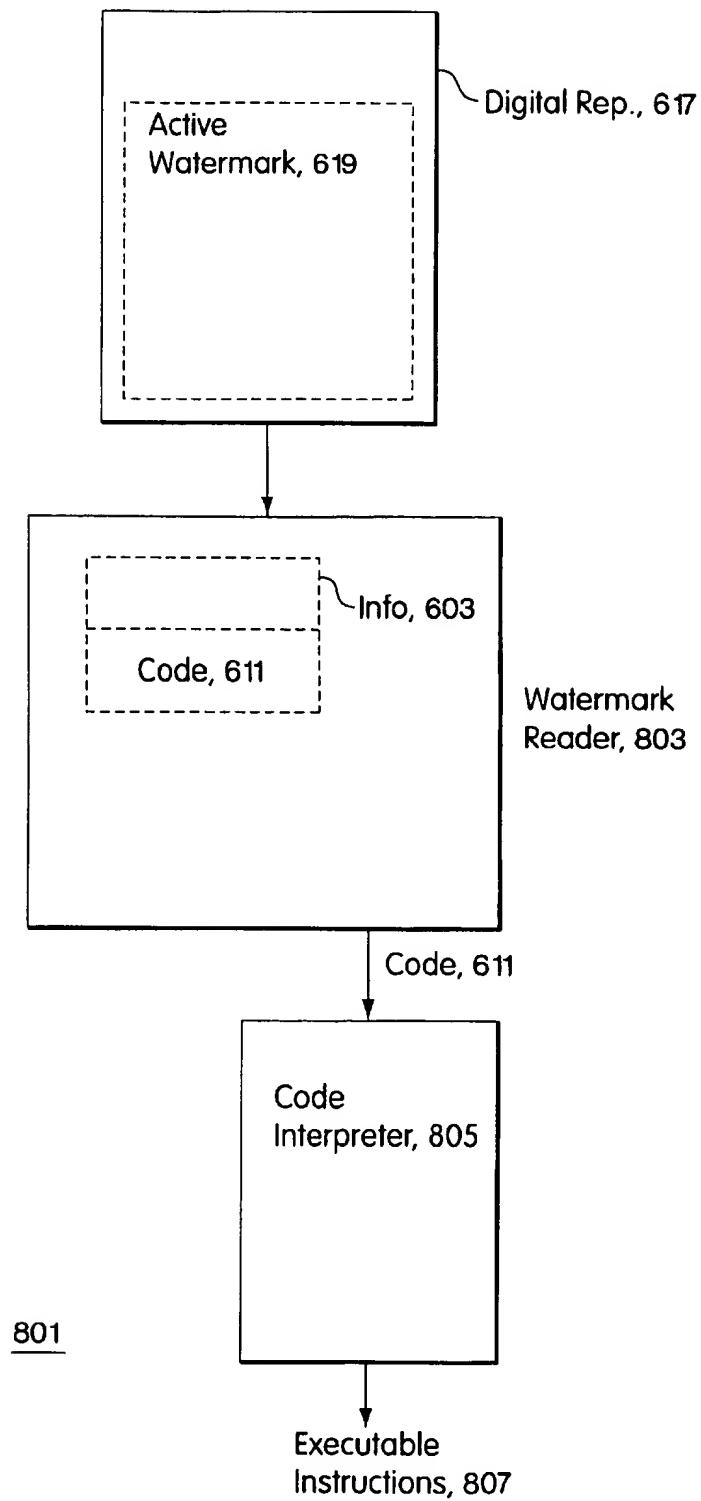 Digital Rep., 617
Active
Watermark, 619
Info, 603
Code, 611
Watermark
Reader, 803
Code, 611
Code
Interpreter, 805
801
Executable
Instructions, 807